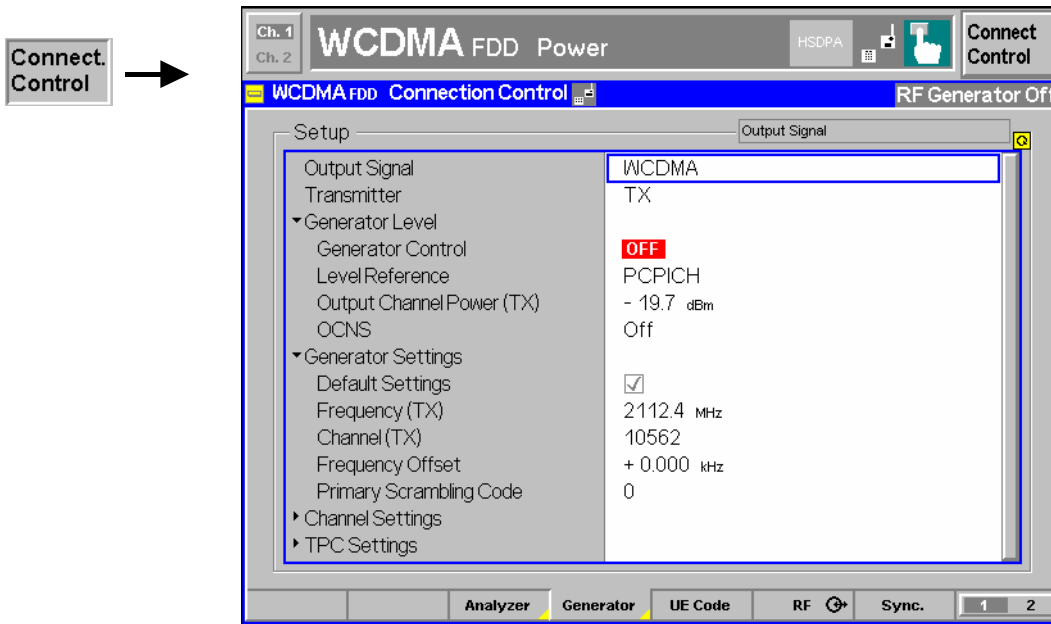 Connect.
Control
Ch. 1
Ch. 2
WCDMA FDD Power
HSDPA
Connect
Control
WCDMA FDD Connection Control
RF Generator Off
Setup
Output Signal
Output Signal WCDMA
Transmitter TX
Generator Level
Generator Control OFF
Level Reference PCPICH
Output Channel Power (TX) - 19.7 dBm
OCNS Off
Generator Settings
Default Settings
Frequency (TX) 2112.4 MHz
Channel (TX) 10562
Frequency Offset + 0.000 kHz
Primary Scrambling Code 0
Channel Settings
TPC Settings
Analyzer Generator UE Code RF Sync. 1 2